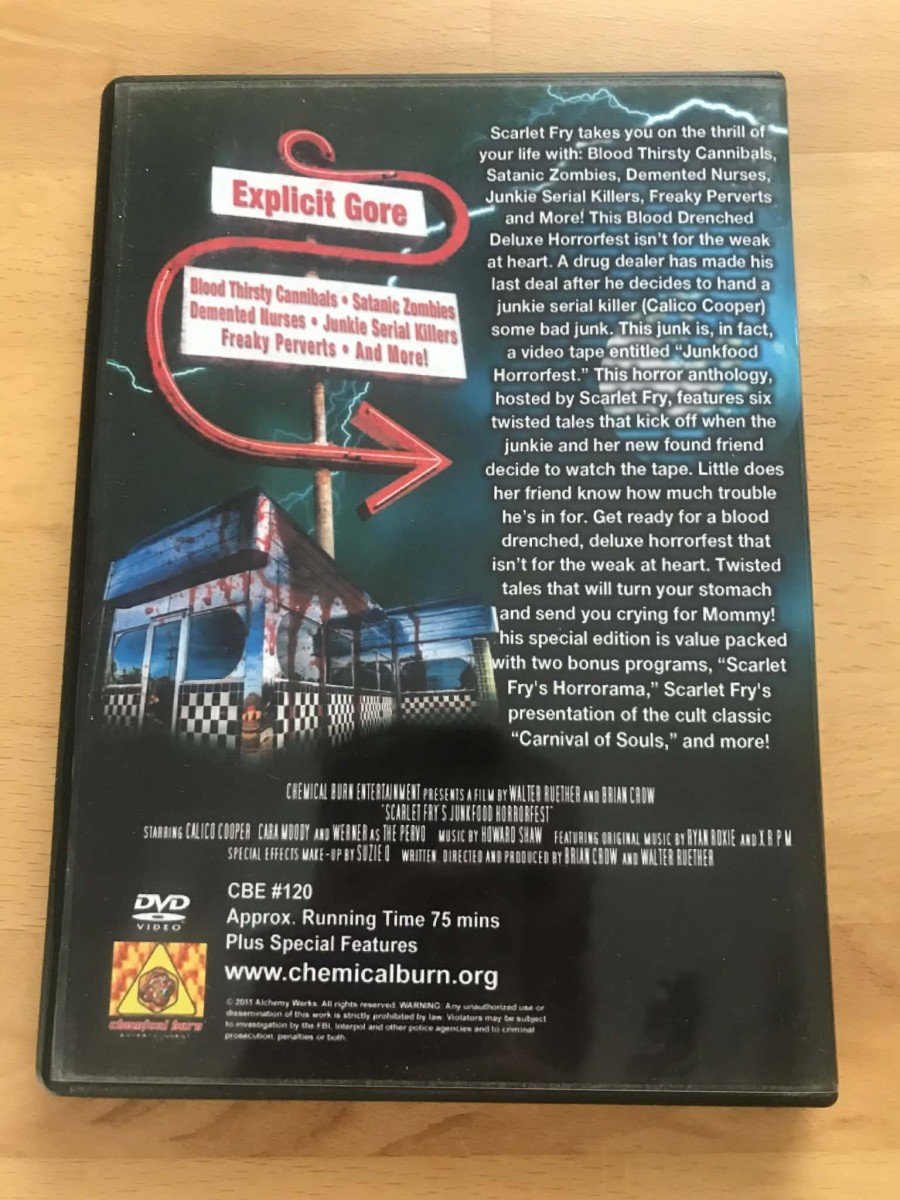 Explicit Gore
Blood Thirsty Cannibals • Satanic Zombies
Demented Nurses • Junkie Serial Killers
Freaky Perverts • And More!
Scarlet Fry takes you on the thrill of
your life with: Blood Thirsty Cannibals,
Satanic Zombies, Demented Nurses,
Junkie Serial Killers, Freaky Perverts
and More! This Blood Drenched
Deluxe Horrorfest isn't for the weak
at heart. A drug dealer has made his
last deal after he decides to hand a
junkie serial killer (Calico Cooper)
some bad junk. This junk is, in fact,
a video tape entitled “Junkfood
Horrorfest.” This horror anthology,
hosted by Scarlet Fry, features six
twisted tales that kick off when the
junkie and her new found friend
decide to watch the tape. Little does
her friend know how much trouble
he's in for. Get ready for a blood
drenched, deluxe horrorfest that
isn't for the weak at heart. Twisted
tales that will turn your stomach
and send you crying for Mommy!
his special edition is value packed
with two bonus programs, “Scarlet
Fry's Horrorama,” Scarlet Fry's
presentation of the cult classic
“Carnival of Souls,” and more!
CHEMICAL BURN ENTERTAINMENT PRESENTS A FILM BY WALTER RUETHER AND BRIAN CROW
"SCARLET FRY'S JUNKFOOD HORRORFEST"
STARRING CALICO COOPER CARA MOODY AND WERNER AS THE PERVO MUSIC BY HOWARD SHAW FEATURING ORIGINAL MUSIC BY RYAN ROXIE AND X.R.P.M
SPECIAL EFFECTS MAKE-UP BY SUZIE Q WRITTEN, DIRECTED AND PRODUCED BY BRIAN CROW AND WALTER RUETHER
DVD
VIDEO
CBE #120
Approx. Running Time 75 mins
Plus Special Features
www.chemicalburn.org
chemical burn
ENTERTAINMENT
© 2011 Alchemy Werks. All rights reserved. WARNING: Any unauthorized use or
dissemination of this work is strictly prohibited by law. Violators may be subject
to investigation by the FBI, Interpol and other police agencies and to criminal
prosecution, penalties or both.